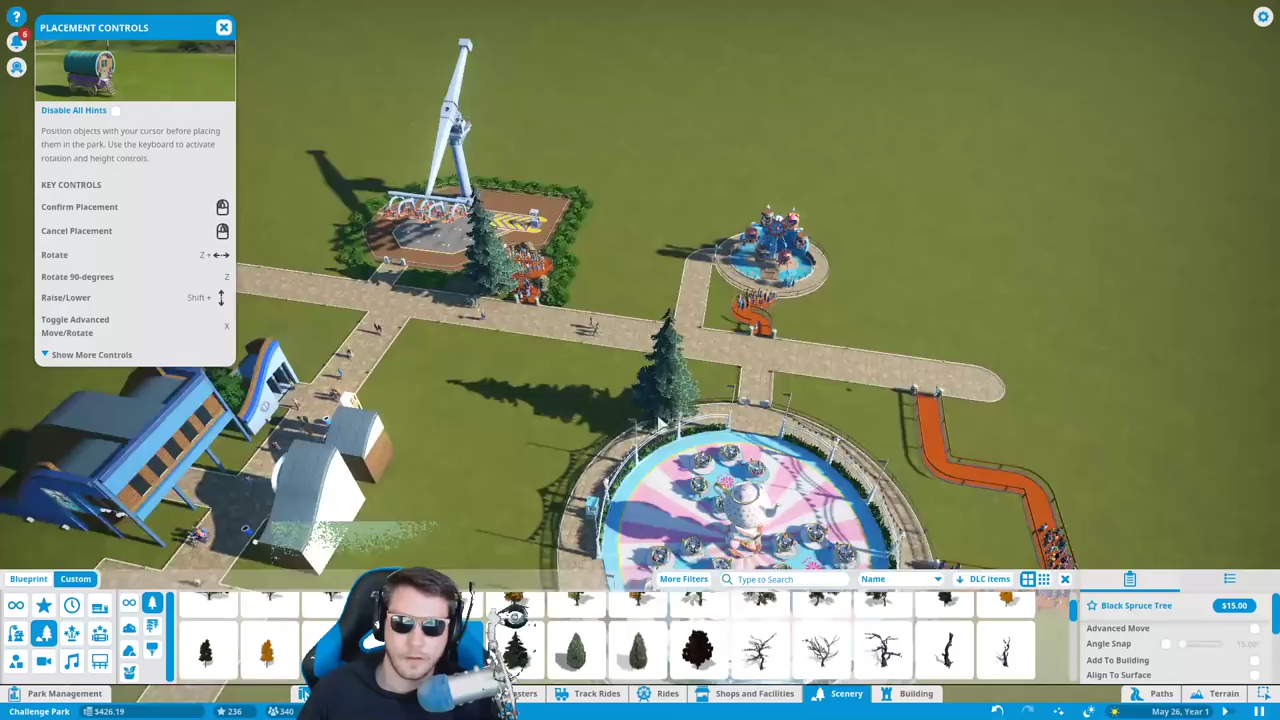 PLACEMENT CONTROLS
6
Disable All Hints
Position objects with your cursor before placing
them in the park. Use the keyboard to activate
rotation and height controls.
KEY CONTROLS
Confirm Placement
Cancel Placement
Rotate Z +
Rotate 90-degrees Z
Raise/Lower Shift +
Toggle Advanced
Move/Rotate X
Show More Controls
Blueprint Custom More Filters Type to Search Name DLC items
Black Spruce Tree $15.00
Advanced Move
Angle Snap 15.00°
Add To Building
Align To Surface
Park Management Track Rides Rides Shops and Facilities Scenery Building Paths Terrain
Challenge Park $426.19 236 340 May 26, Year 1